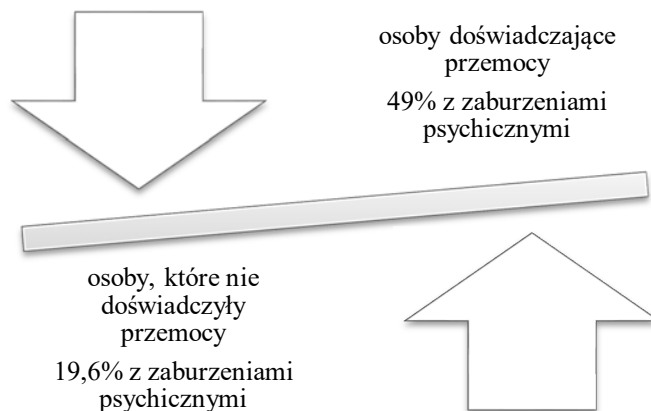 osoby doświadczające
przemocy
49% z zaburzeniami
psychicznymi
osoby, które nie
doświadczyły
przemocy
19,6% z zaburzeniami
psychicznymi